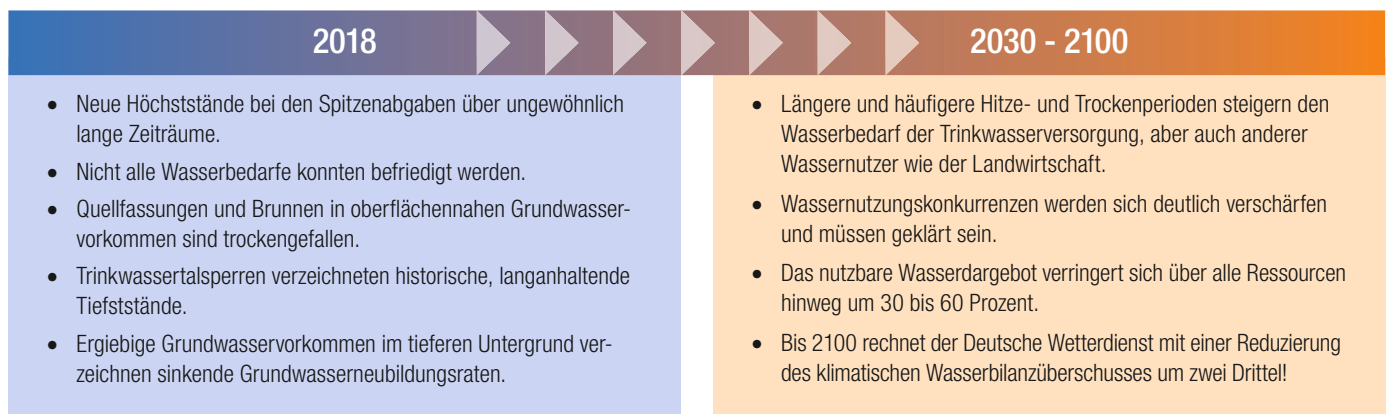 2018
2030 - 2100
• Neue Höchststände bei den Spitzenabgaben über ungewöhnlich
lange Zeiträume.
• Nicht alle Wasserbedarfe konnten befriedigt werden.
• Quellfassungen und Brunnen in oberflächennahen Grundwasser-
vorkommen sind trockengefallen.
• Trinkwassertalsperren verzeichneten historische, langanhaltende
Tiefststände.
• Ergiebige Grundwasservorkommen im tieferen Untergrund ver-
zeichnen sinkende Grundwasserneubildungsraten.
• Längere und häufigere Hitze- und Trockenperioden steigern den
Wasserbedarf der Trinkwasserversorgung, aber auch anderer
Wassernutzer wie der Landwirtschaft.
• Wassernutzungskonkurrenzen werden sich deutlich verschärfen
und müssen geklärt sein.
• Das nutzbare Wasserdargebot verringert sich über alle Ressourcen
hinweg um 30 bis 60 Prozent.
• Bis 2100 rechnet der Deutsche Wetterdienst mit einer Reduzierung
des klimatischen Wasserbilanzüberschusses um zwei Drittel!